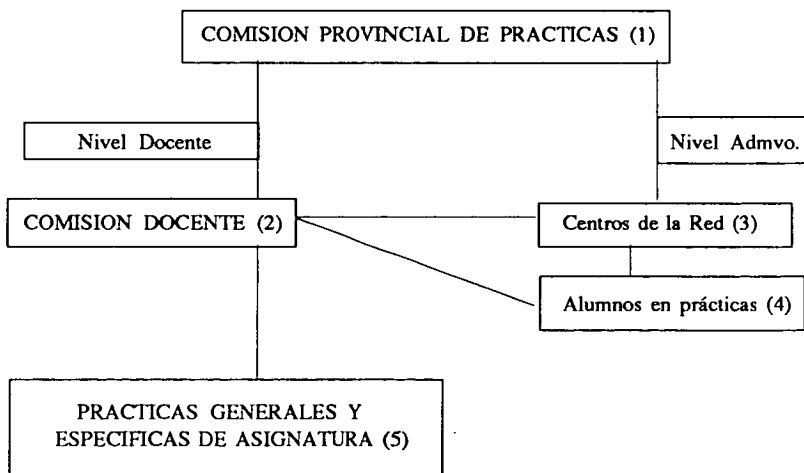 COMISION PROVINCIAL DE PRACTICAS (1)
Nivel Docente
Nivel Admvo.
COMISION DOCENTE (2)
Centros de la Red (3)
Alumnos en prácticas (4)
PRACTICAS GENERALES Y
ESPECIFICAS DE ASIGNATURA (5)